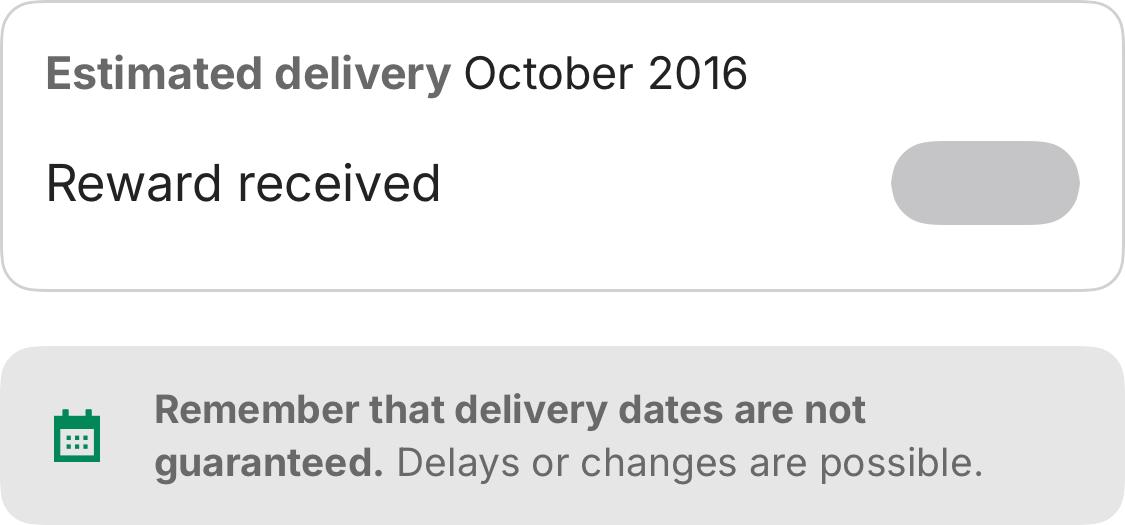 Estimated delivery October 2016
Reward received
Remember that delivery dates are not
guaranteed. Delays or changes are possible.